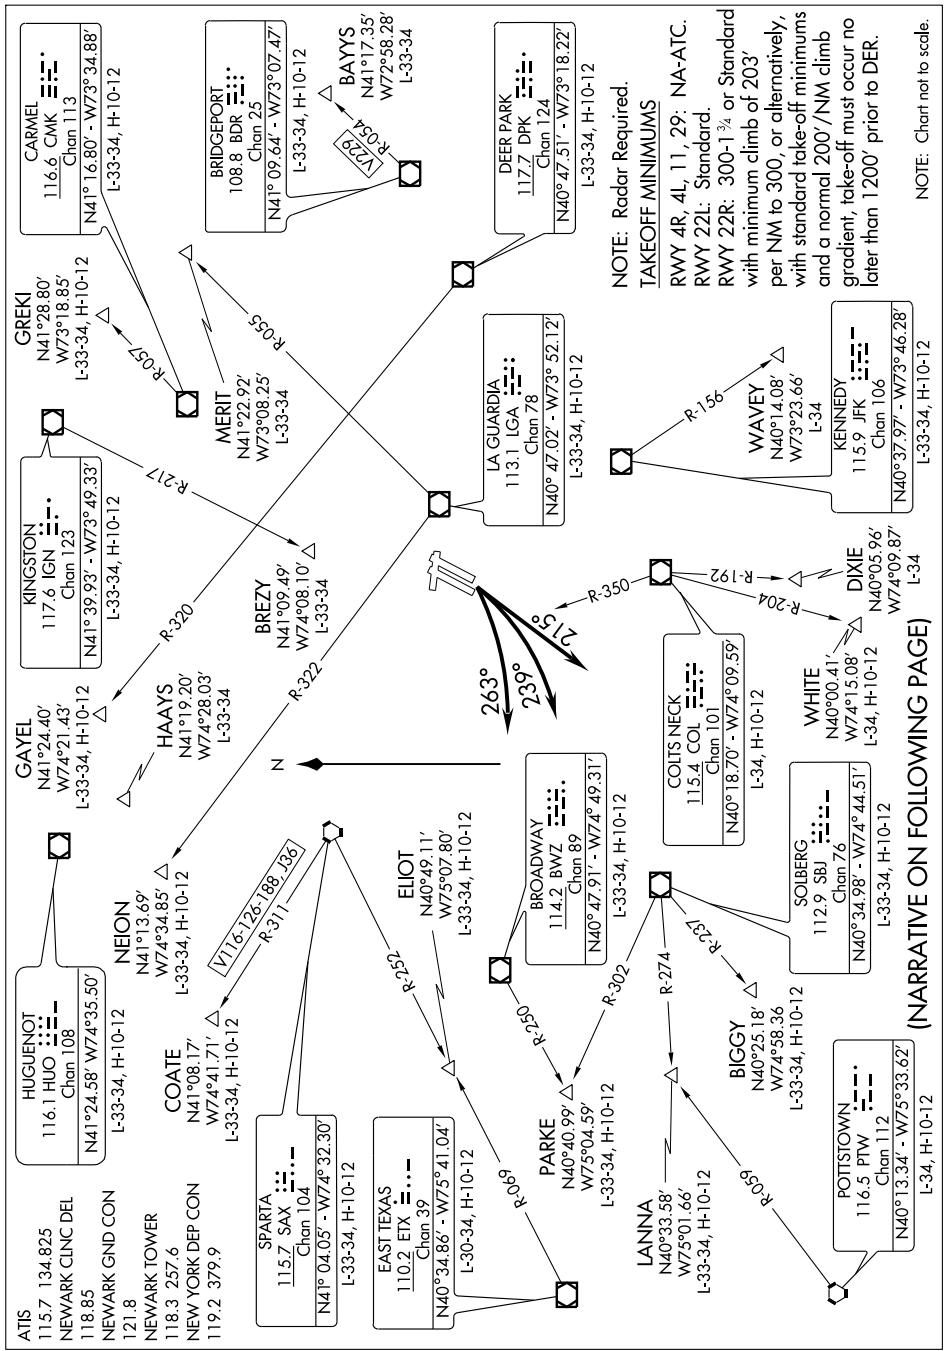 ATIS
115.7 134.825
NEWARK CLNC DEL
118.85
NEWARK GND CON
121.8
NEWARK TOWER
118.3 257.6
NEW YORK DEP CON
119.2 379.9
HUGUENOT
116.1 HUO
Chan 108
N41°24.58' W74°35.50'
L-33-34, H-10-12
GAYEL
N41°24.40'
W74°21.43'
L-33-34, H-10-12
HAAYS
N41°19.20'
W74°28.03'
L-33-34
NEION
N41°13.69'
W74°34.85'
L-33-34, H-10-12
COATE
N41°08.17'
W74°41.71'
L-33-34, H-10-12
V116-126-188, J36
R-311
SPARTA
115.7 SAX
Chan 104
N41° 04.05' - W74° 32.30'
L-33-34, H-10-12
R-252
ELIOT
N40°49.11'
W75°07.80'
L-33-34, H-10-12
EAST TEXAS
110.2 ETX
Chan 39
N40° 34.86' - W75° 41.04'
L-30-34, H-10-12
R-069
KINGSTON
117.6 IGN
Chan 123
N41° 39.93' - W73° 49.33'
L-33-34, H-10-12
R-217
BREZY
N41°09.49'
W74°08.10'
L-33-34
R-320
R-322
GREKI
N41°28.80'
W73°18.85'
L-33-34, H-10-12
R-057
CARMEL
116.6 CMK
Chan 113
N41° 16.80' - W73° 34.88'
L-33-34, H-10-12
MERIT
N41°22.92'
W73°08.25'
L-33-34
R-055
BRIDGEPORT
108.8 BDR
Chan 25
N41° 09.64' - W73° 07.47'
L-33-34, H-10-12
BAYYS
N41°17.35'
W72°58.28'
L-33-34
R-054
V229
DEER PARK
117.7 DPK
Chan 124
N40° 47.51' - W73° 18.22'
L-33-34, H-10-12
LA GUARDIA
113.1 LGA
Chan 78
N40° 47.02' - W73° 52.12'
L-33-34, H-10-12
N
263°
239°
215°
BROADWAY
114.2 BWZ
Chan 89
N40° 47.91' - W74° 49.31'
L-33-34, H-10-12
R-250
PARKE
N40°40.99'
W75°04.59'
L-33-34, H-10-12
R-302
R-274
R-237
LANNA
N40°33.58'
W75°01.66'
L-33-34, H-10-12
BIGGY
N40°25.18'
W74°58.36
L-33-34, H-10-12
SOLBERG
112.9 SBJ
Chan 76
N40° 34.98' - W74° 44.51'
L-33-34, H-10-12
R-059
POTTSTOWN
116.5 PTW
Chan 112
N40°13.34' - W75°33.62'
L-34, H-10-12
R-350
COLTS NECK
115.4 COL
Chan 101
N40°18.70' - W74°09.59'
L-34, H-10-12
R-192
R-204
WHITE
N40°00.41'
W74°15.08'
L-34, H-10-12
DIXIE
N40°05.96'
W74°09.87'
L-34
R-156
WAVEY
N40°14.08'
W73°23.66'
L-34
KENNEDY
115.9 JFK
Chan 106
N40° 37.97' - W73° 46.28'
L-33-34, H-10-12
NOTE: Radar Required.
TAKEOFF MINIMUMS
RWY 4R, 4L, 11, 29: NA-ATC.
RWY 22L: Standard.
RWY 22R: 300-1 ¾ or Standard
with minimum climb of 203'
per NM to 300, or alternatively,
with standard take-off minimums
and a normal 200'/NM climb
gradient, take-off must occur no
later than 1200' prior to DER.
NOTE: Chart not to scale.
(NARRATIVE ON FOLLOWING PAGE)